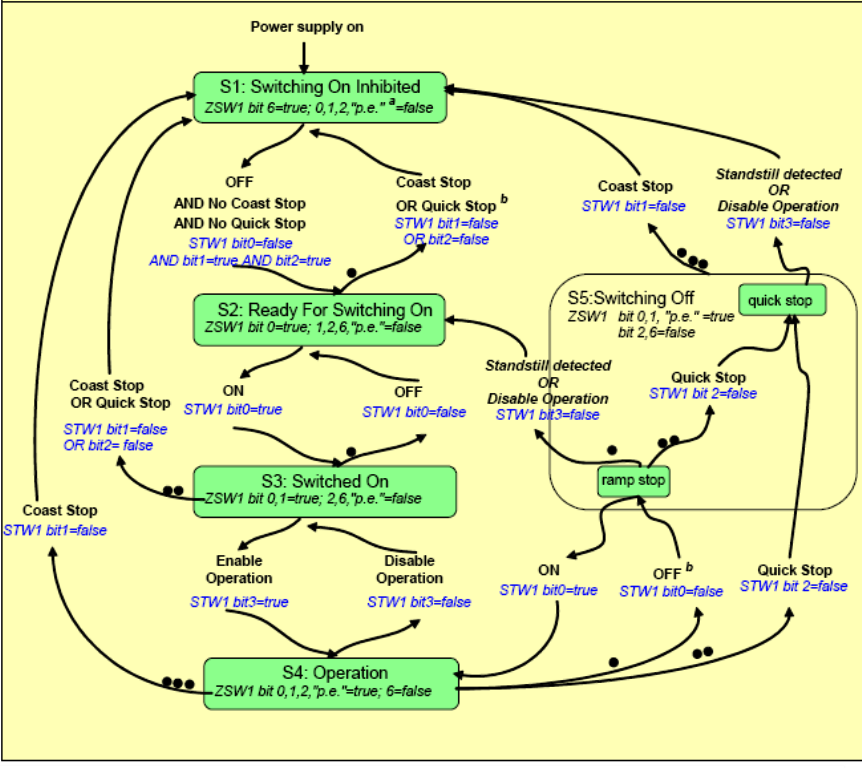 Power supply on
S1: Switching On Inhibited
ZSW1 bit 6=true; 0,1,2,"p.e." a =false
OFF
AND No Coast Stop
AND No Quick Stop
STW1 bit0=false
AND bit1=true AND bit2=true
Coast Stop
OR Quick Stop b
STW1 bit1=false
OR bit2=false
Coast Stop
STW1 bit1=false
Standstill detected
OR
Disable Operation
STW1 bit3=false
S2: Ready For Switching On
ZSW1 bit 0=true; 1,2,6,"p.e."=false
S5:Switching Off
ZSW1 bit 0,1, "p.e." =true
bit 2,6=false
quick stop
ON
STW1 bit0=true
OFF
STW1 bit0=false
Standstill detected
OR
Disable Operation
STW1 bit3=false
Quick Stop
STW1 bit 2=false
Coast Stop
OR Quick Stop
STW1 bit1=false
OR bit2= false
S3: Switched On
ZSW1 bit 0,1=true; 2,6,"p.e."=false
ramp stop
Coast Stop
STW1 bit1=false
Enable
Operation
STW1 bit3=true
Disable
Operation
STW1 bit3=false
ON
STW1 bit0=true
OFF b
STW1 bit0=false
Quick Stop
STW1 bit 2=false
S4: Operation
ZSW1 bit 0,1,2,"p.e."=true; 6=false